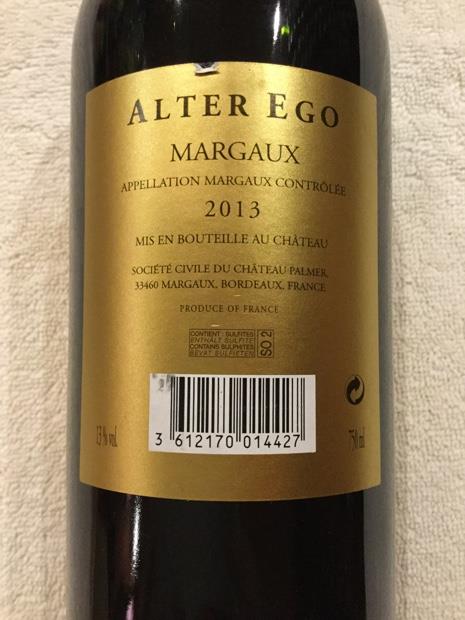 ALTER EGO
MARGAUX
APPELLATION MARGAUX CONTRÔLÉE
2013
MIS EN BOUTEILLE AU CHÂTEAU
SOCIÉTÉ CIVILE DU CHÂTEAU PALMER,
33460 MARGAUX, BORDEAUX, FRANCE
PRODUCE OF FRANCE
CONTIENT : SULFITES
ENTHÄLT SULFITE
CONTAINS SULPHITES
BEVAT SULFIETEN
SO 2
13 % vol.
3 612170 014427
750 ml